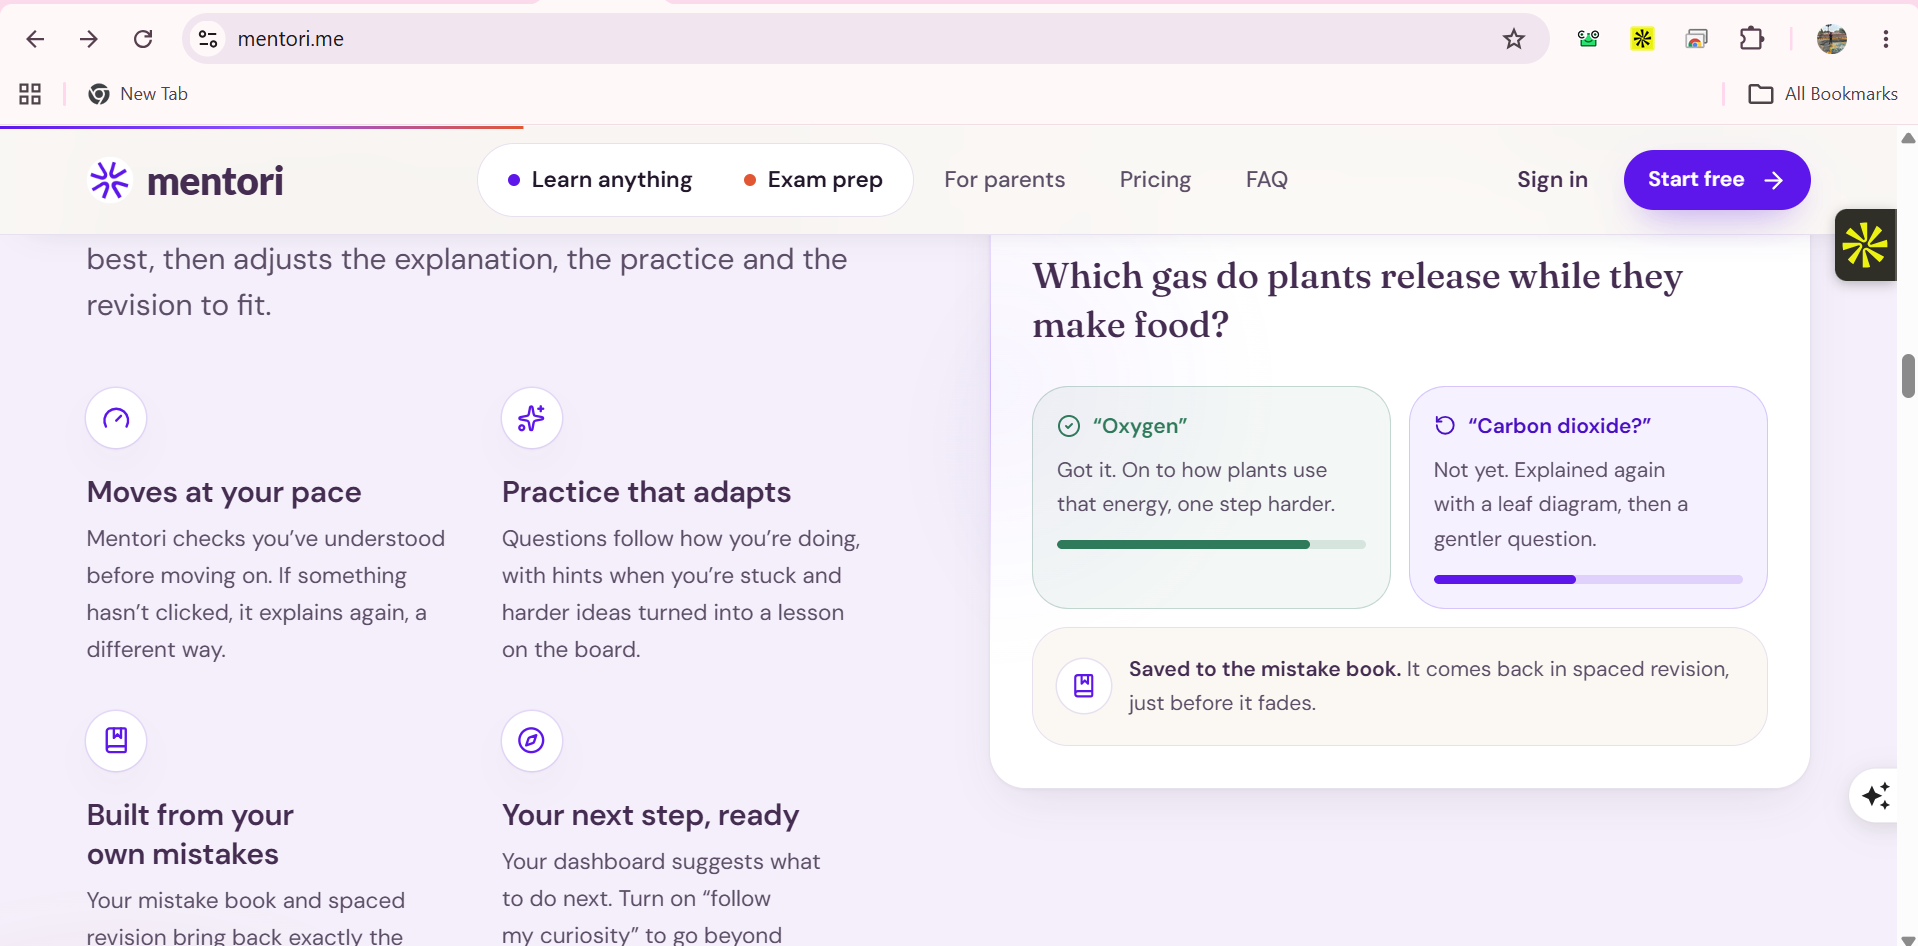 mentori.me
New Tab
All Bookmarks
mentori
Learn anything
Exam prep
For parents
Pricing
FAQ
Sign in
Start free
best, then adjusts the explanation, the practice and the
revision to fit.
Moves at your pace
Mentori checks you’ve understood
before moving on. If something
hasn’t clicked, it explains again, a
different way.
Practice that adapts
Questions follow how you’re doing,
with hints when you’re stuck and
harder ideas turned into a lesson
on the board.
Built from your
own mistakes
Your mistake book and spaced
revision bring back exactly the
Your next step, ready
Your dashboard suggests what
to do next. Turn on “follow
my curiosity” to go beyond
Which gas do plants release while they
make food?
“Oxygen”
Got it. On to how plants use
that energy, one step harder.
“Carbon dioxide?”
Not yet. Explained again
with a leaf diagram, then a
gentler question.
Saved to the mistake book. It comes back in spaced revision,
just before it fades.